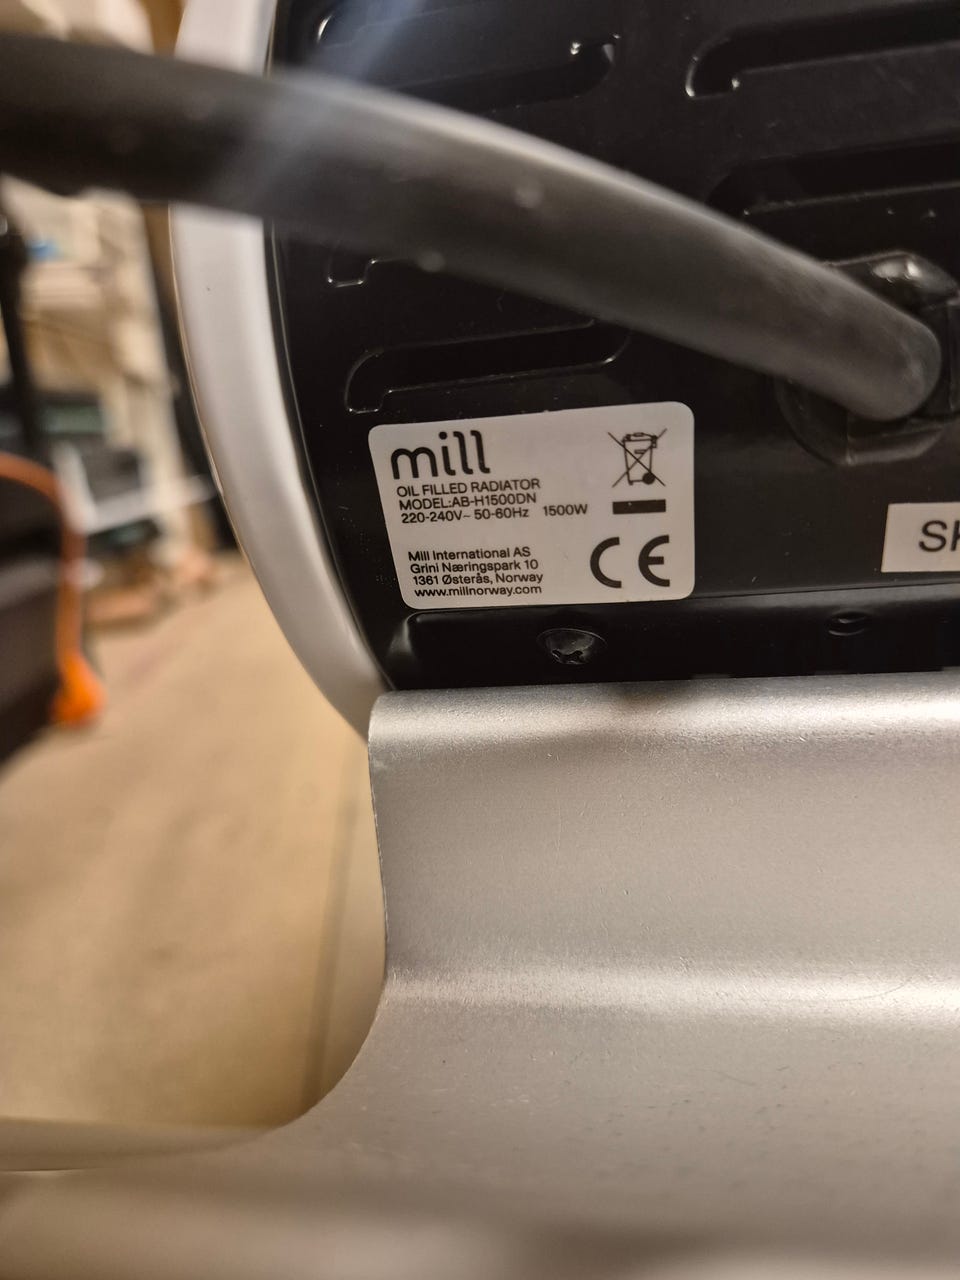 mill
OIL FILLED RADIATOR
MODEL:AB-H1500DN
220-240V~ 50-60Hz 1500W
Mill International AS
Grini Næringspark 10
1361 Østerås, Norway
www.millnorway.com
CE